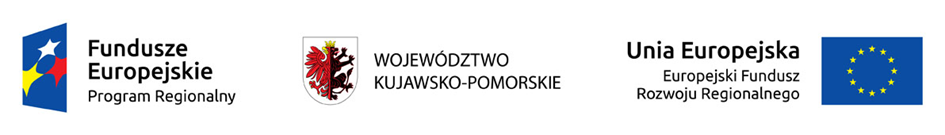 Fundusze
Europejskie
Program Regionalny
WOJEWÓDZTWO
KUJAWSKO-POMORSKIE
Unia Europejska
Europejski Fundusz
Rozwoju Regionalnego